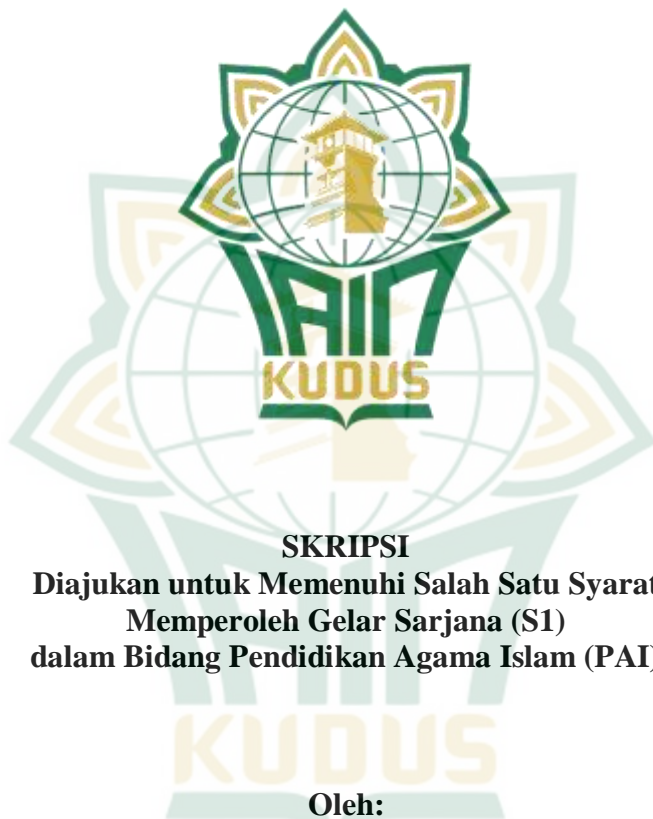 IAIN
KUDUS
SKRIPSI
Diajukan untuk Memenuhi Salah Satu Syarat
Memperoleh Gelar Sarjana (S1)
dalam Bidang Pendidikan Agama Islam (PAI)
KUDUS
Oleh: